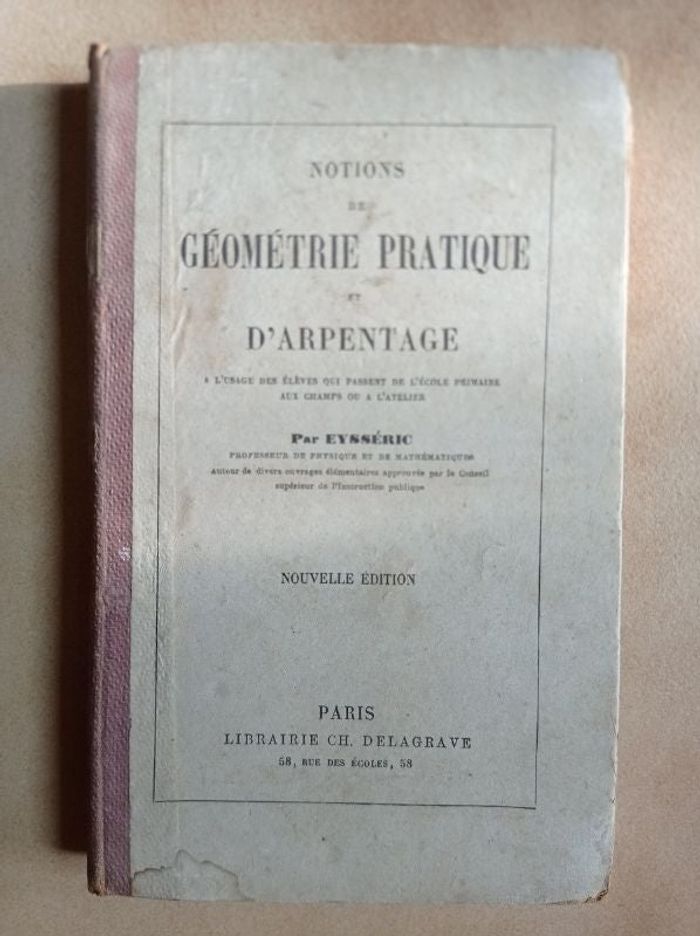 NOTIONS
DE
GÉOMÉTRIE PRATIQUE
ET
D'ARPENTAGE
A L'USAGE DES ÉLÈVES QUI PASSENT DE L'ÉCOLE PRIMAIRE
AUX CHAMPS OU A L'ATELIER
Par EYSSÉRIC
PROFESSEUR DE PHYSIQUE ET DE MATHÉMATIQUES
Auteur de divers ouvrages élémentaires approuvés par le Conseil
supérieur de l'Instruction publique
NOUVELLE ÉDITION
PARIS
LIBRAIRIE CH. DELAGRAVE
58, RUE DES ÉCOLES, 58